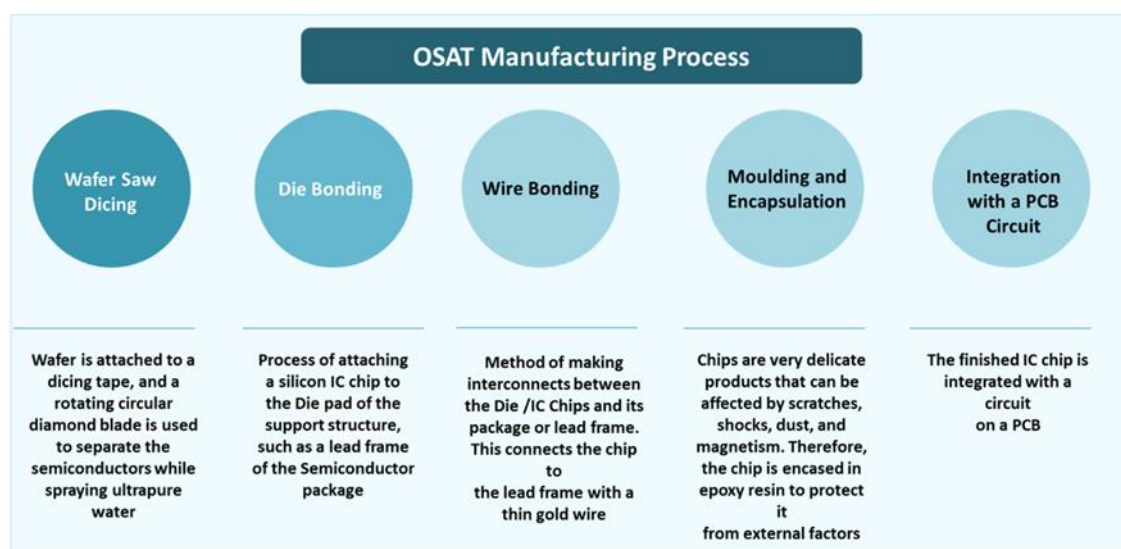 OSAT Manufacturing Process
Wafer Saw
Dicing
Die Bonding
Wire Bonding
Moulding and
Encapsulation
Integration
with a PCB
Circuit
Wafer is attached to a
dicing tape, and a
rotating circular
diamond blade is used
to separate the
semiconductors while
spraying ultrapure
water
Process of attaching
a silicon IC chip to
the Die pad of the
support structure,
such as a lead frame
of the Semiconductor
package
Method of making
interconnects between
the Die /IC Chips and its
package or lead frame.
This connects the chip
to
the lead frame with a
thin gold wire
Chips are very delicate
products that can be
affected by scratches,
shocks, dust, and
magnetism. Therefore,
the chip is encased in
epoxy resin to protect
it
from external factors
The finished IC chip is
integrated with a
circuit
on a PCB